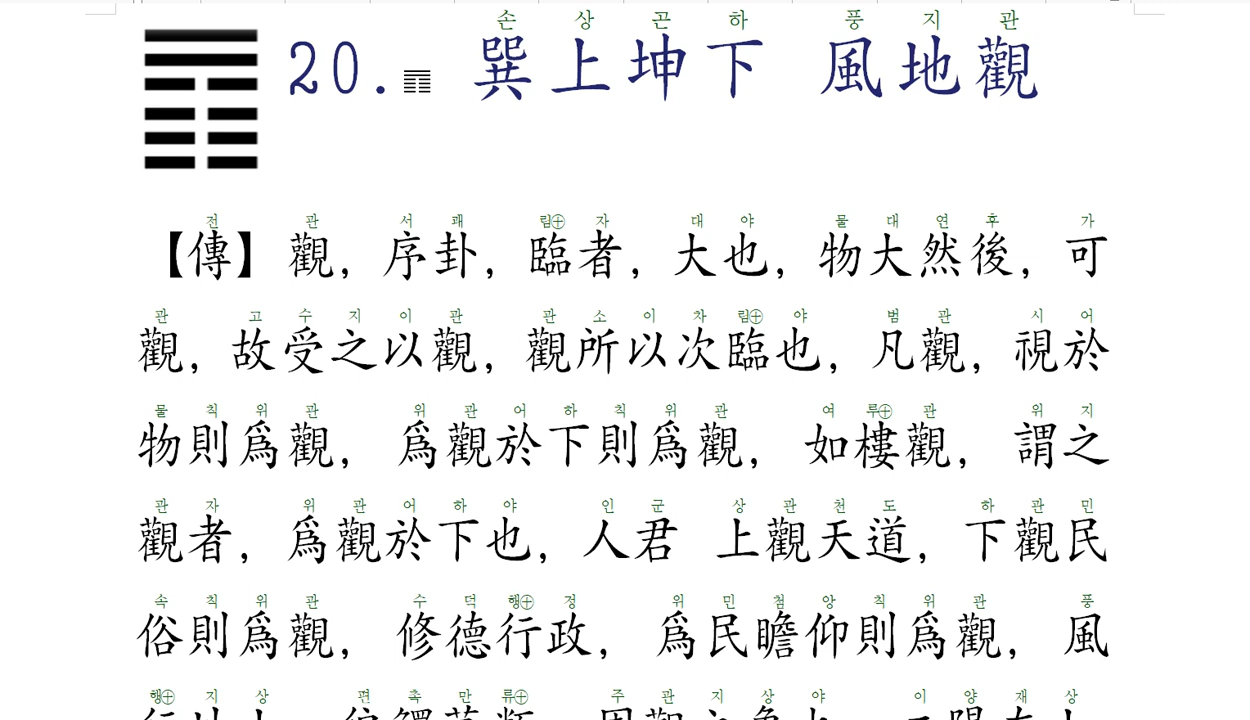 손 상 곤 하 풍 지 관
20. ䷓ 巽上坤下 風地觀
전 관 서 괘 림㊉ 자 대 야 물 대 연 후 가
【傳】 觀, 序卦, 臨者, 大也, 物大然後, 可
관 고 수 지 이 관 관 소 이 차 림㊉ 야 범 관 시 어
觀, 故受之以觀, 觀所以次臨也, 凡觀, 視於
물 칙 위 관 위 관 어 하 칙 위 관 여 루㊉ 관 위 지
物則爲觀, 爲觀於下則爲觀, 如樓觀, 謂之
관 자 위 관 어 하 야 인 군 상 관 천 도 하 관 민
觀者, 爲觀於下也, 人君 上觀天道, 下觀民
속 칙 위 관 수 덕 행㊉ 정 위 민 첨 앙 칙 위 관 풍
俗則爲觀, 修德行政, 爲民瞻仰則爲觀, 風
행㊉ 지 상 편 촉 만 류㊉ 주 관 지 상 야 이 양 재 상